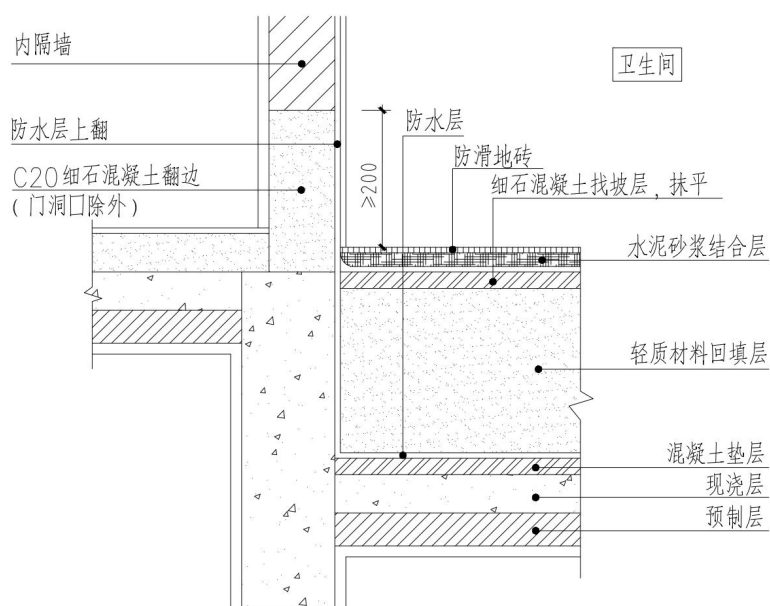 内隔墙
卫生间
防水层上翻
防水层
防滑地砖
C20细石混凝土翻边
(门洞口除外)
≥200
细石混凝土找坡层，抹平
水泥砂浆结合层
轻质材料回填层
混凝土垫层
现浇层
预制层